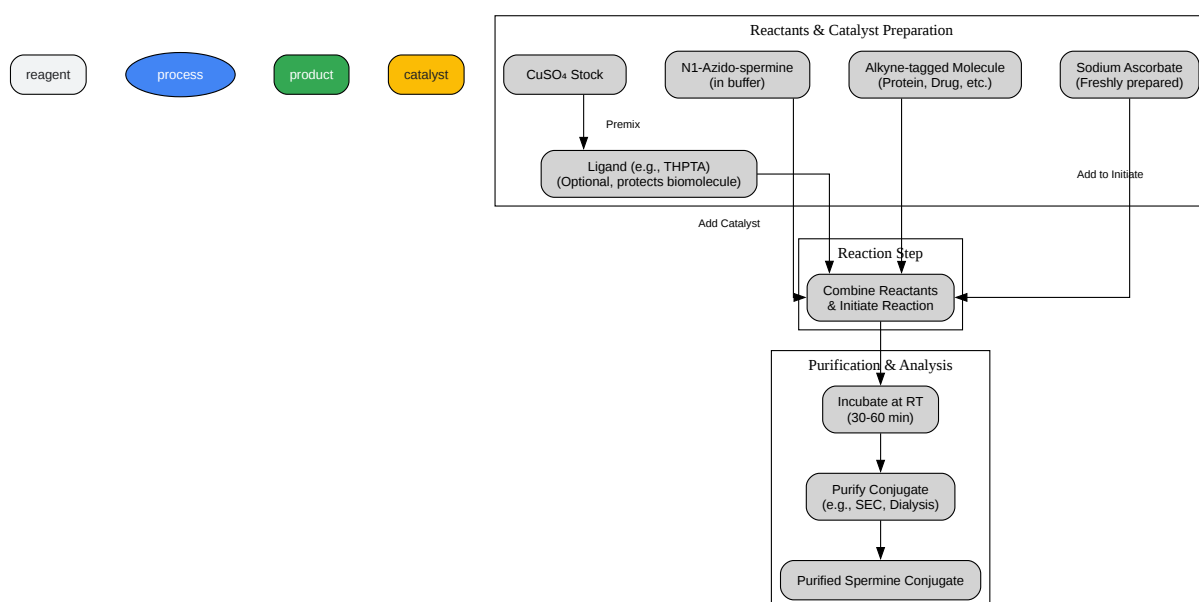 Reactants & Catalyst Preparation
reagent
process
product
catalyst
CuSO₄ Stock
N1-Azido-spermine
(in buffer)
Alkyne-tagged Molecule
(Protein, Drug, etc.)
Sodium Ascorbate
(Freshly prepared)
Premix
Ligand (e.g., THPTA)
(Optional, protects biomolecule)
Add to Initiate
Add Catalyst
Reaction Step
Combine Reactants
& Initiate Reaction
Purification & Analysis
Incubate at RT
(30-60 min)
Purify Conjugate
(e.g., SEC, Dialysis)
Purified Spermine Conjugate